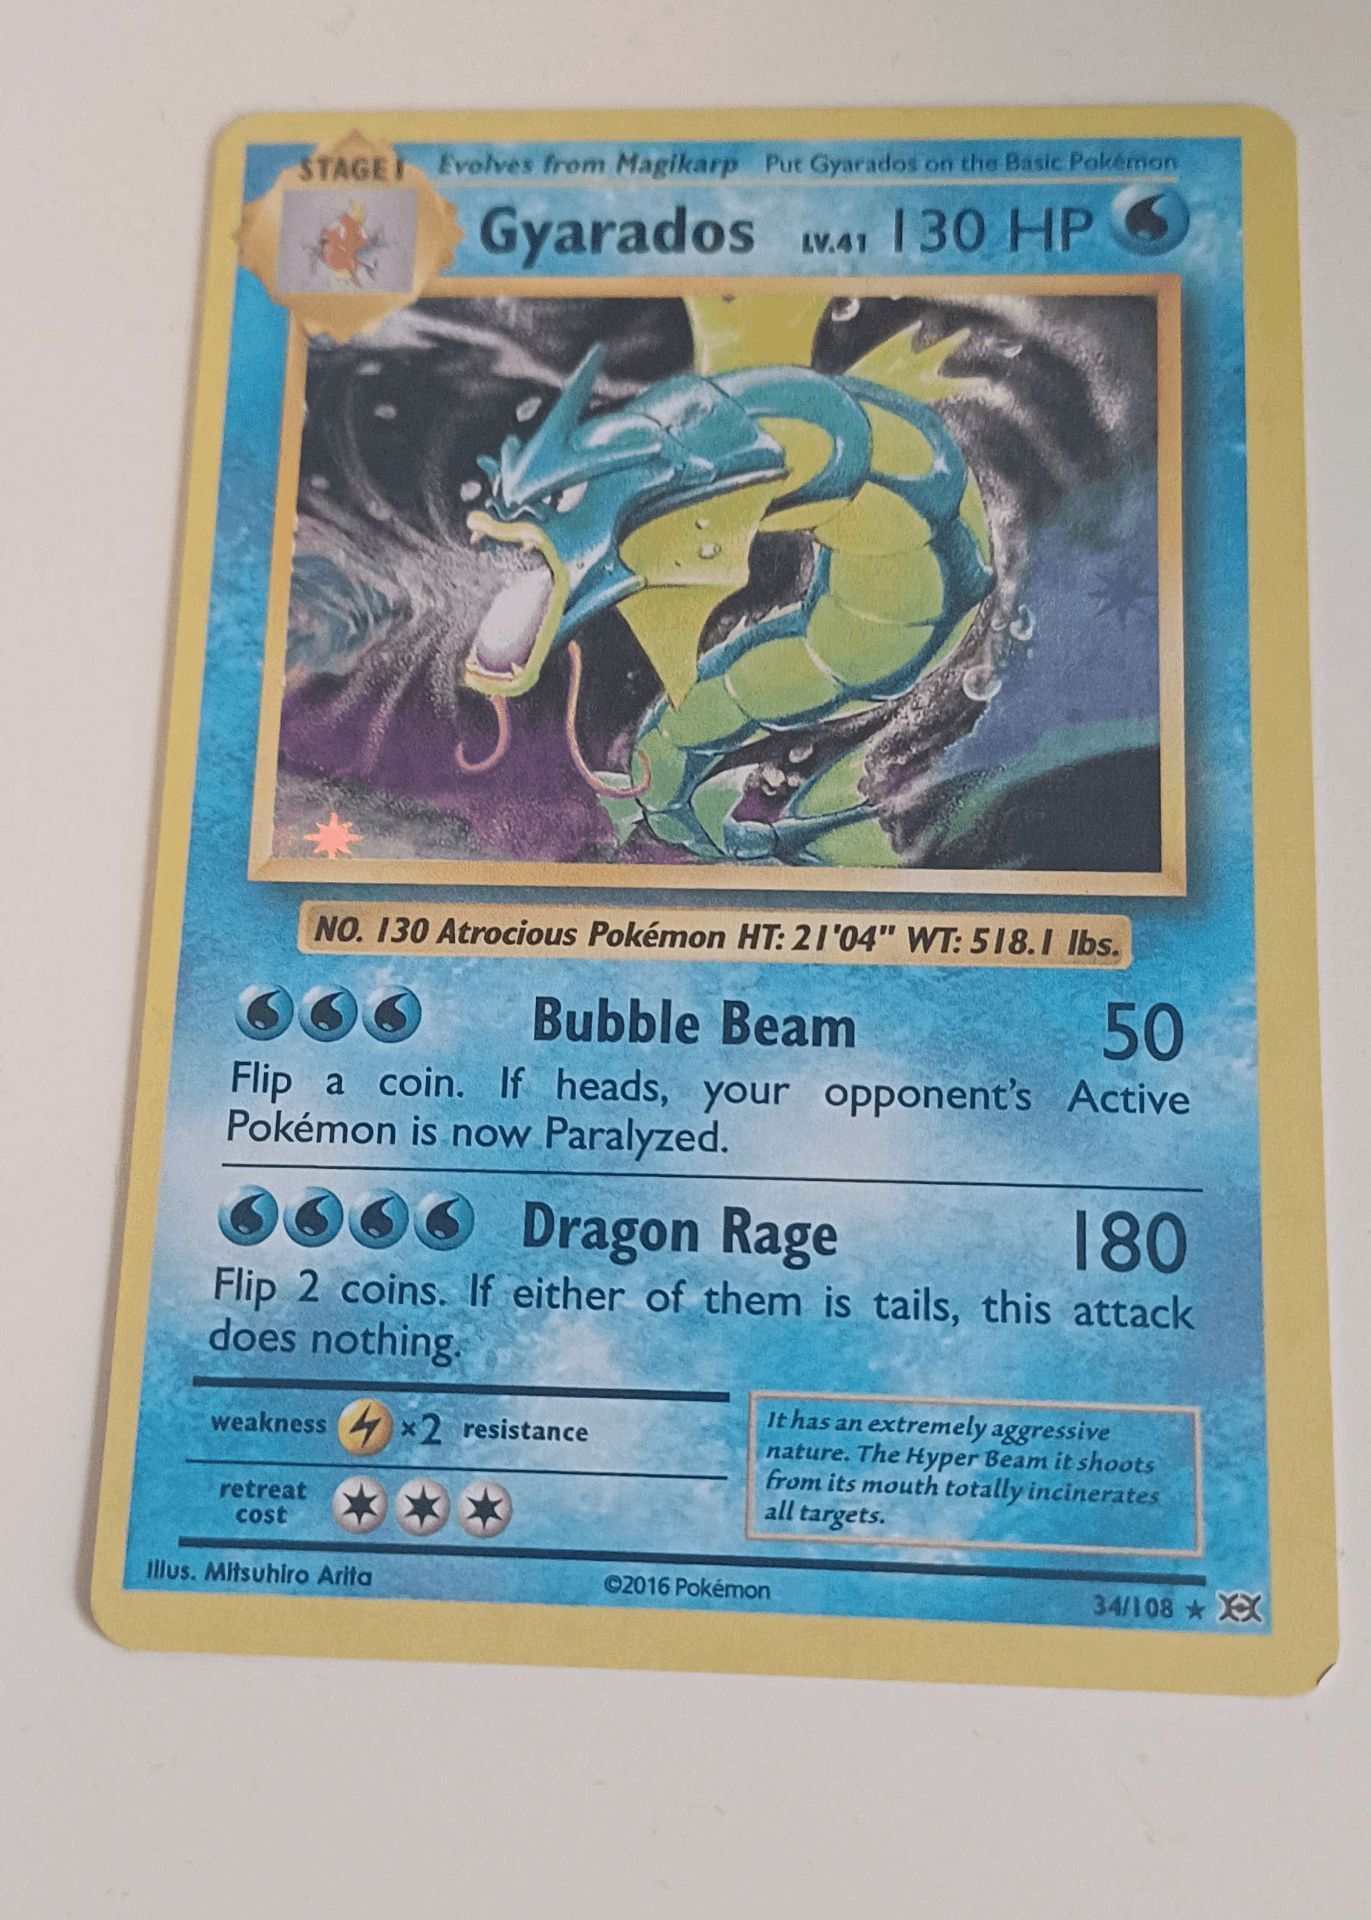 STAGE 1 Evolves from Magikarp Put Gyarados on the Basic Pokémon
Gyarados LV.41 130 HP
NO. 130 Atrocious Pokémon HT: 21'04" WT: 518.1 lbs.
Bubble Beam 50
Flip a coin. If heads, your opponent's Active
Pokémon is now Paralyzed.
Dragon Rage 180
Flip 2 coins. If either of them is tails, this attack
does nothing.
weakness ×2 resistance
retreat
cost
It has an extremely aggressive
nature. The Hyper Beam it shoots
from its mouth totally incinerates
all targets.
Illus. Mitsuhiro Arita
©2016 Pokémon
34/108 ★ XY